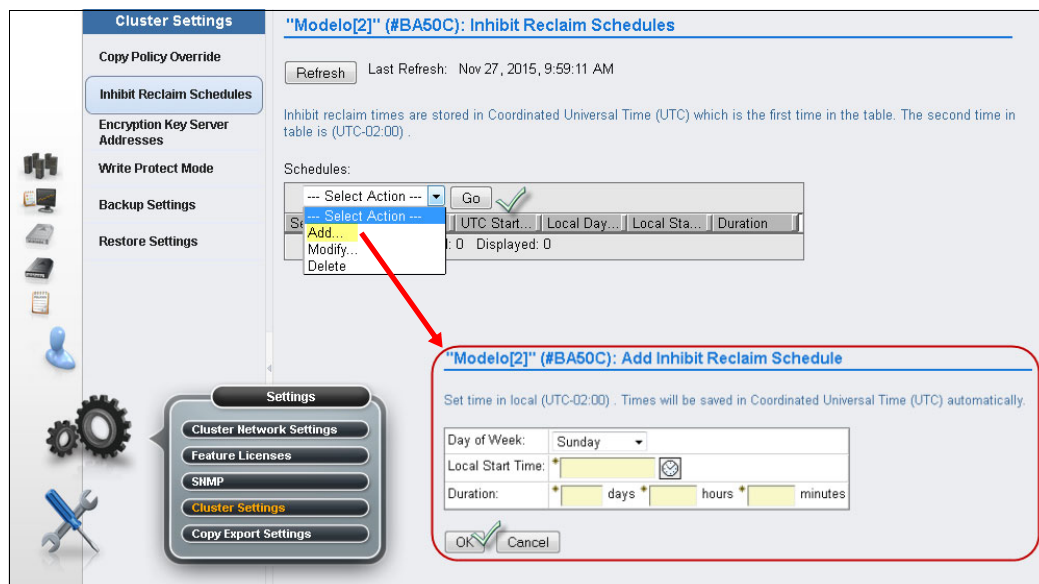 Cluster Settings
Copy Policy Override
Inhibit Reclaim Schedules
Encryption Key Server
Addresses
Write Protect Mode
Backup Settings
Restore Settings
"Modelo[2]" (#BA50C): Inhibit Reclaim Schedules
Refresh Last Refresh: Nov 27, 2015, 9:59:11 AM
Inhibit reclaim times are stored in Coordinated Universal Time (UTC) which is the first time in the table. The second time in
table is (UTC-02:00) .
Schedules:
--- Select Action --- Go
--- Select Action ---
Add...
Modify...
Delete
UTC Start... Local Day... Local Sta... Duration
: 0 Displayed: 0
"Modelo[2]" (#BA50C): Add Inhibit Reclaim Schedule
Set time in local (UTC-02:00) . Times will be saved in Coordinated Universal Time (UTC) automatically.
Day of Week: Sunday
Local Start Time: *
Duration: * days * hours * minutes
OK Cancel
Settings
Cluster Network Settings
Feature Licenses
SNMP
Cluster Settings
Copy Export Settings